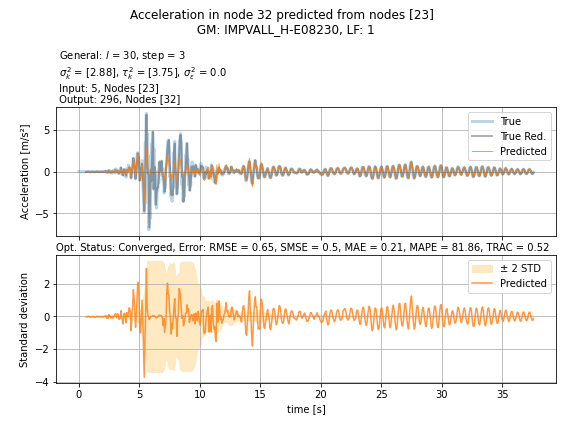 Acceleration in node 32 predicted from nodes [23]
GM: IMPVALL_H-E08230, LF: 1
General: l = 30, step = 3
σ²ₖ = [2.88], τ²ₖ = [3.75], σ²ε = 0.0
Input: 5, Nodes [23]
Output: 296, Nodes [32]
Acceleration [m/s²]
5
0
−5
True
True Red.
Predicted
Opt. Status: Converged, Error: RMSE = 0.65, SMSE = 0.5, MAE = 0.21, MAPE = 81.86, TRAC = 0.52
Standard deviation
2
0
−2
−4
± 2 STD
Predicted
0 5 10 15 20 25 30 35
time [s]